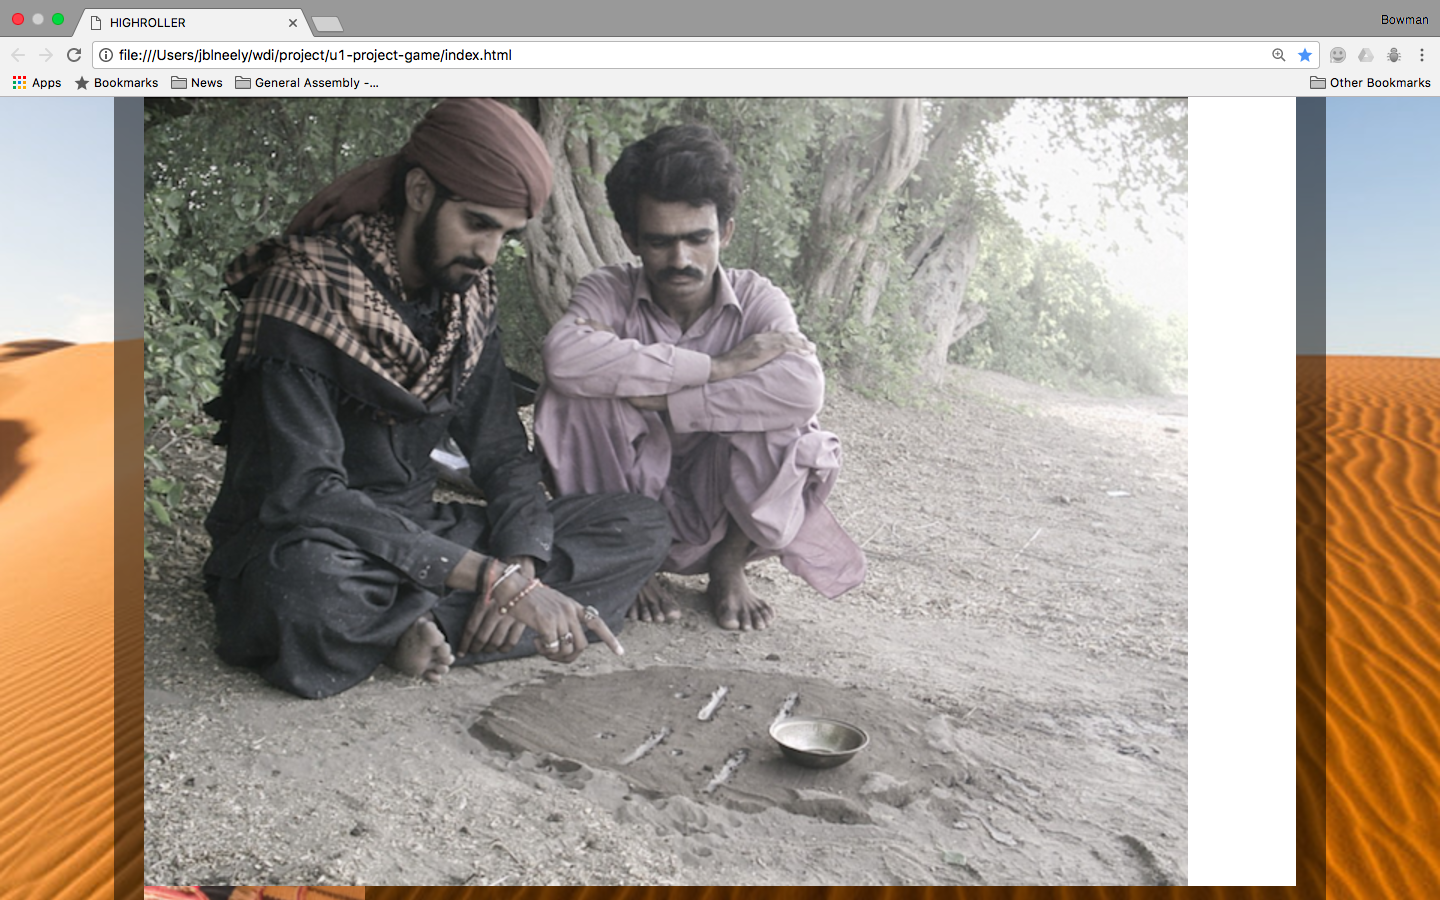 HIGHROLLER
Bowman
file:///Users/jblneely/wdi/project/u1-project-game/index.html
Apps Bookmarks News General Assembly -... Other Bookmarks